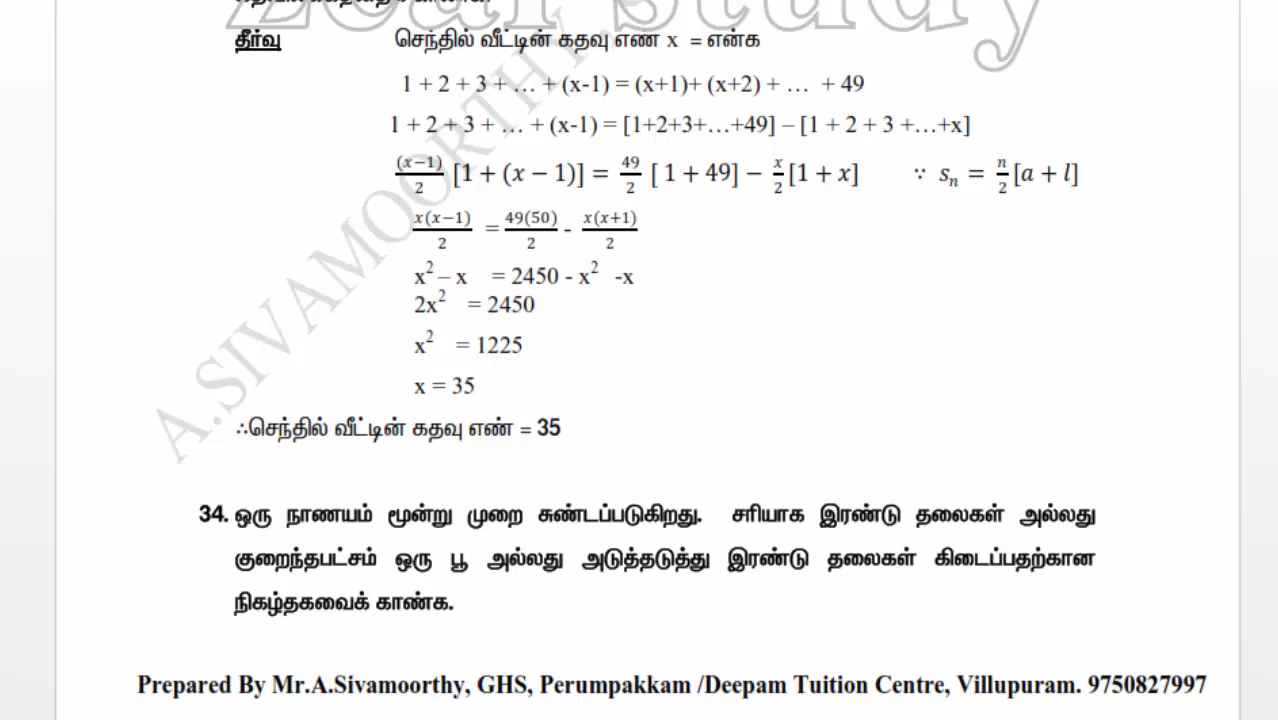 Zeal study
தீர்வு செந்தில் வீட்டின் கதவு எண் x = என்க
1 + 2 + 3 + … + (x-1) = (x+1)+ (x+2) + … + 49
1 + 2 + 3 + … + (x-1) = [1+2+3+…+49] – [1 + 2 + 3 +…+x]
(x−1)/2 [1 + (x − 1)] = 49/2 [ 1 + 49] − x/2 [1 + x] ∵ sₙ = n/2 [a + l]
x(x−1)/2 = 49(50)/2 - x(x+1)/2
x² – x = 2450 - x² -x
2x² = 2450
x² = 1225
x = 35
∴செந்தில் வீட்டின் கதவு எண் = 35
34. ஒரு நாணயம் மூன்று முறை சுண்டப்படுகிறது. சரியாக இரண்டு தலைகள் அல்லது
குறைந்தபட்சம் ஒரு பூ அல்லது அடுத்தடுத்து இரண்டு தலைகள் கிடைப்பதற்கான
நிகழ்தகவைக் காண்க.
A.SIVAMOORTHY.
Prepared By Mr.A.Sivamoorthy, GHS, Perumpakkam /Deepam Tuition Centre, Villupuram. 9750827997